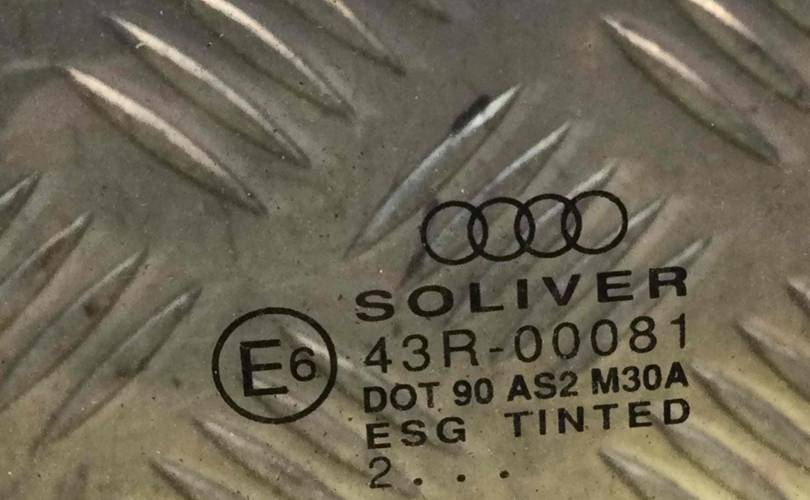 SOLIVER
E6
43R-00081
DOT 90 AS2 M30A
ESG TINTED
2...